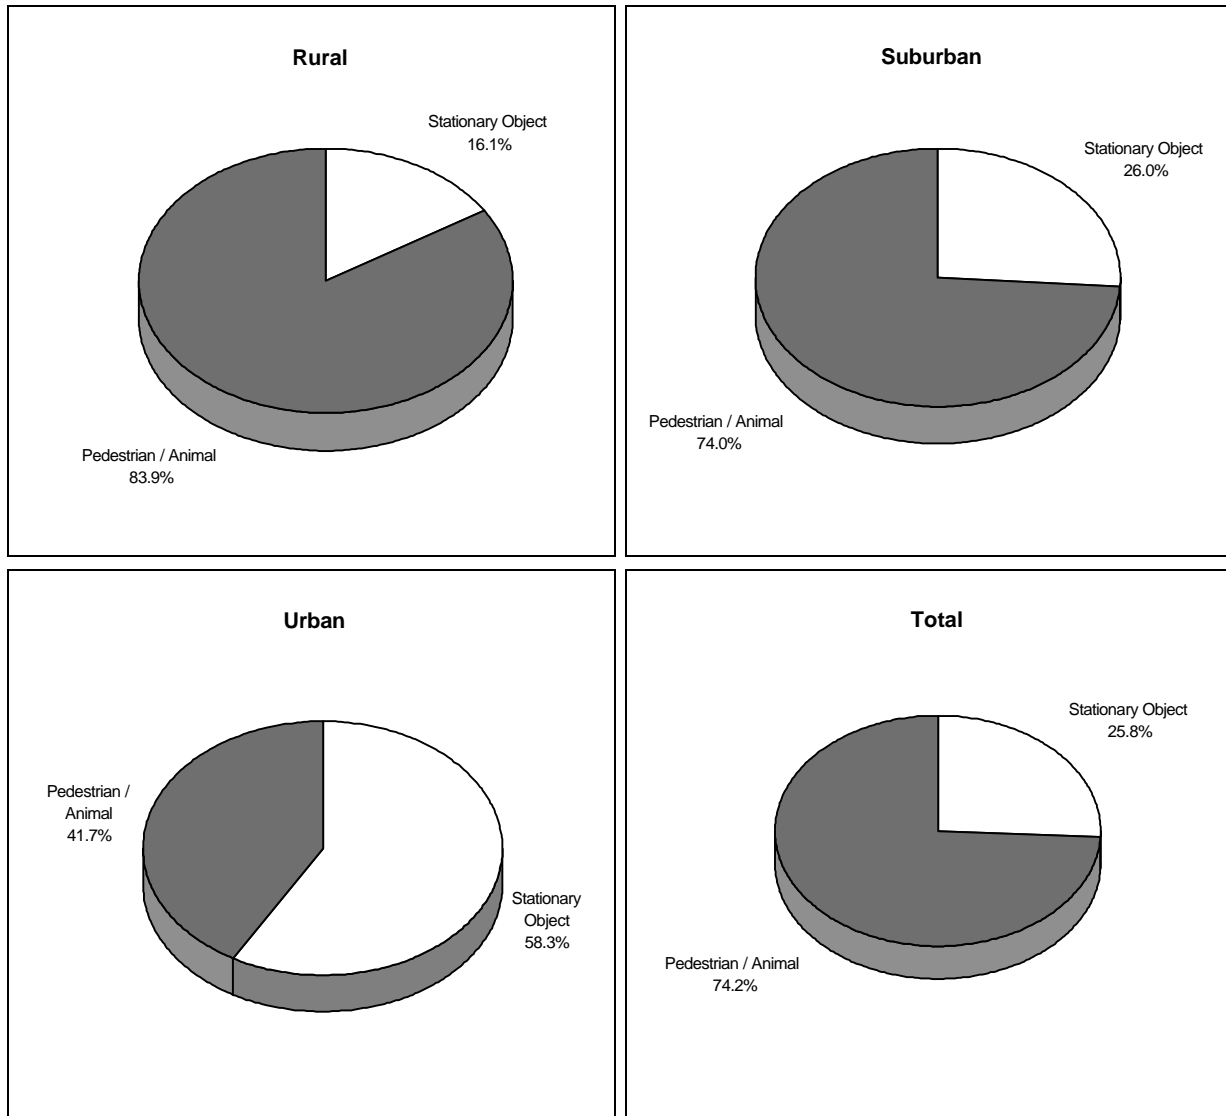 Rural
Stationary Object
16.1%
Pedestrian / Animal
83.9%
Suburban
Stationary Object
26.0%
Pedestrian / Animal
74.0%
Urban
Pedestrian /
Animal
41.7%
Stationary
Object
58.3%
Total
Stationary Object
25.8%
Pedestrian / Animal
74.2%